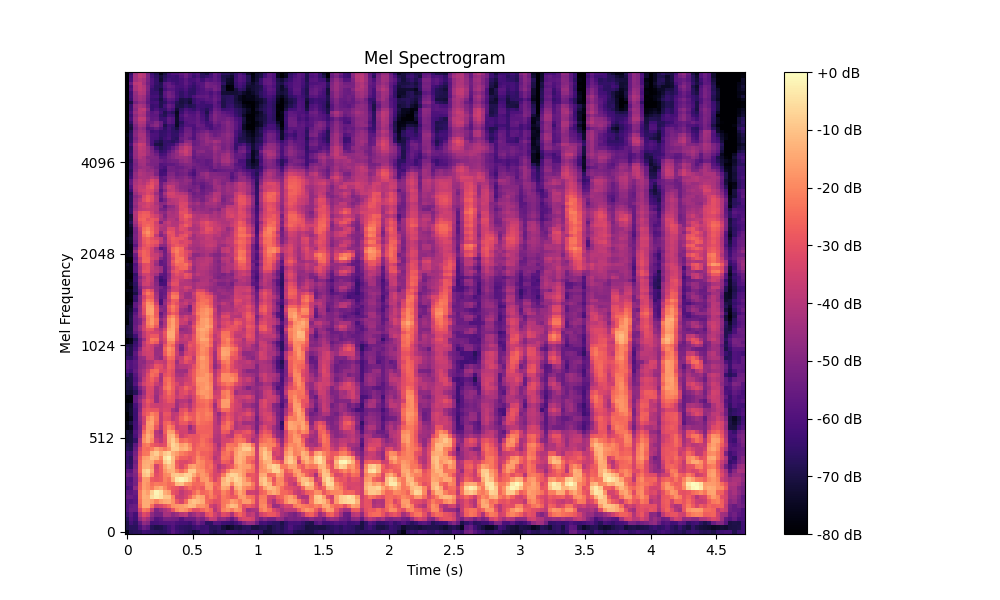 Mel Spectrogram
+0 dB
-10 dB
-20 dB
-30 dB
-40 dB
-50 dB
-60 dB
-70 dB
-80 dB
Mel Frequency
4096
2048
1024
512
0
0 0.5 1 1.5 2 2.5 3 3.5 4 4.5
Time (s)